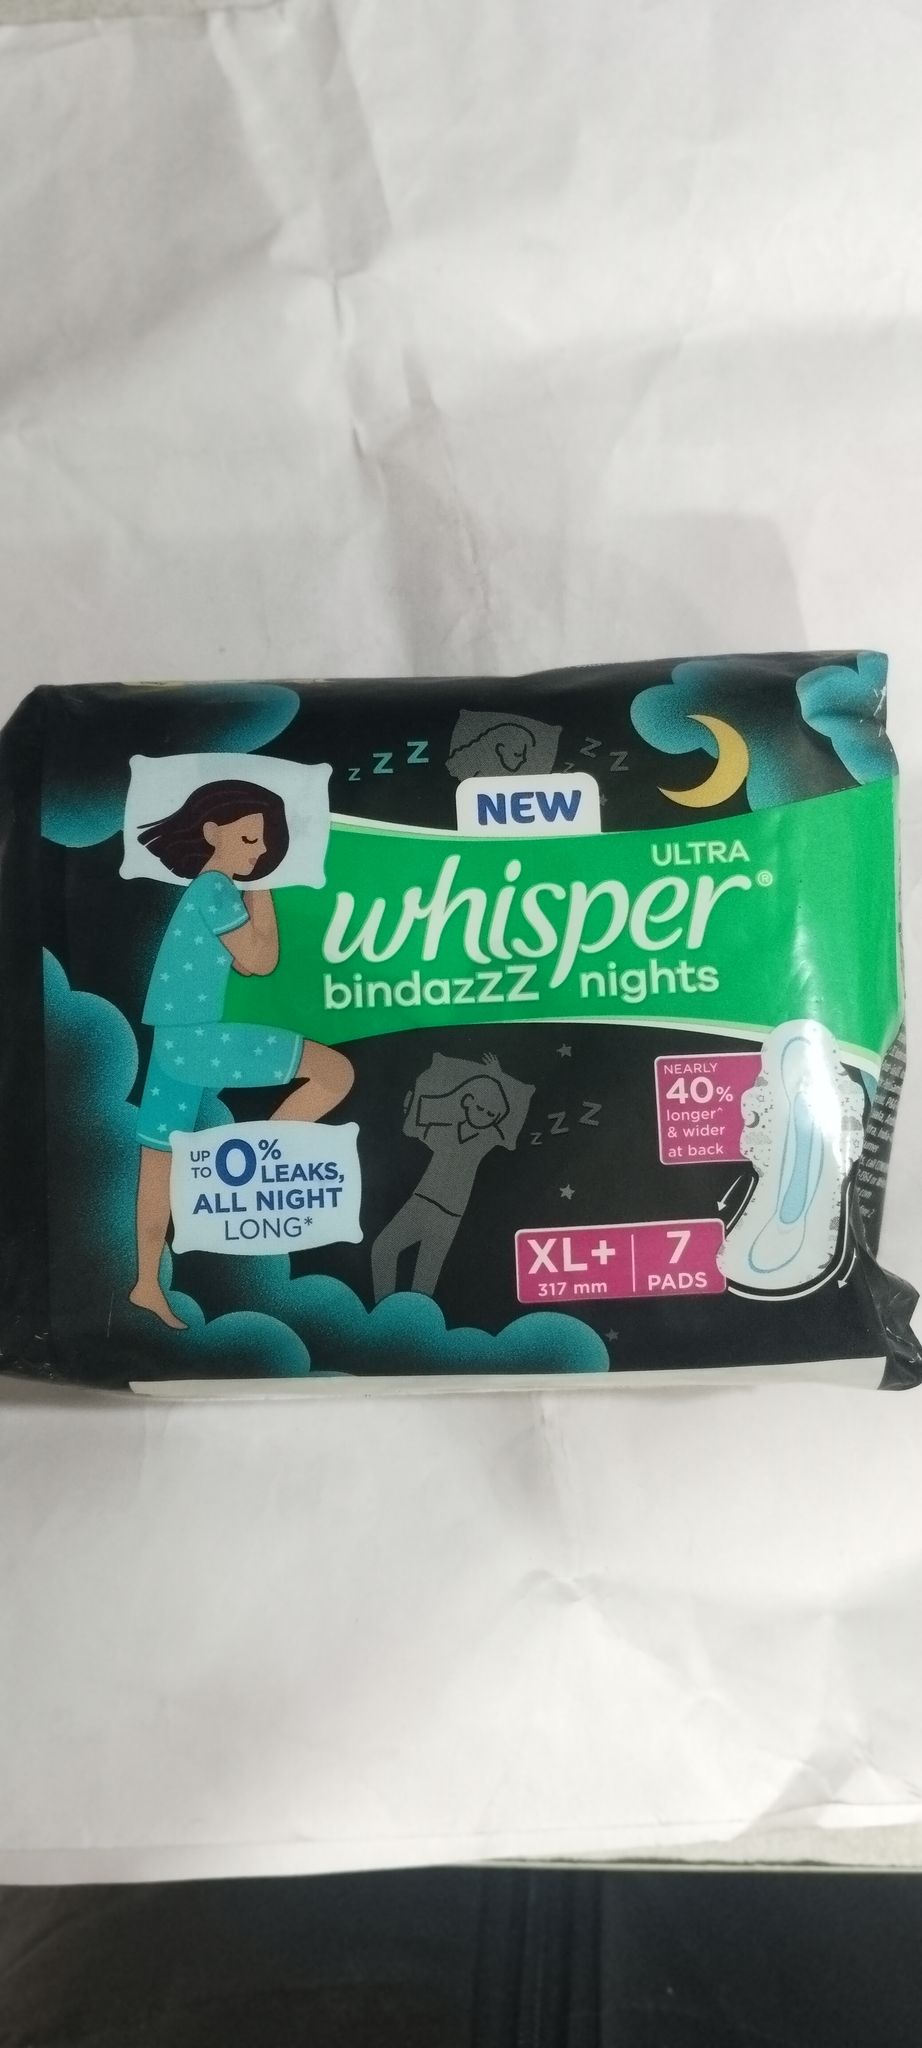 z z z
z z z
NEW
ULTRA
whisper®
bindazzZ nights
NEARLY
40%
longer^
& wider
at back
z z z
UP TO 0% LEAKS,
ALL NIGHT
LONG*
XL+ 7
317 mm PADS